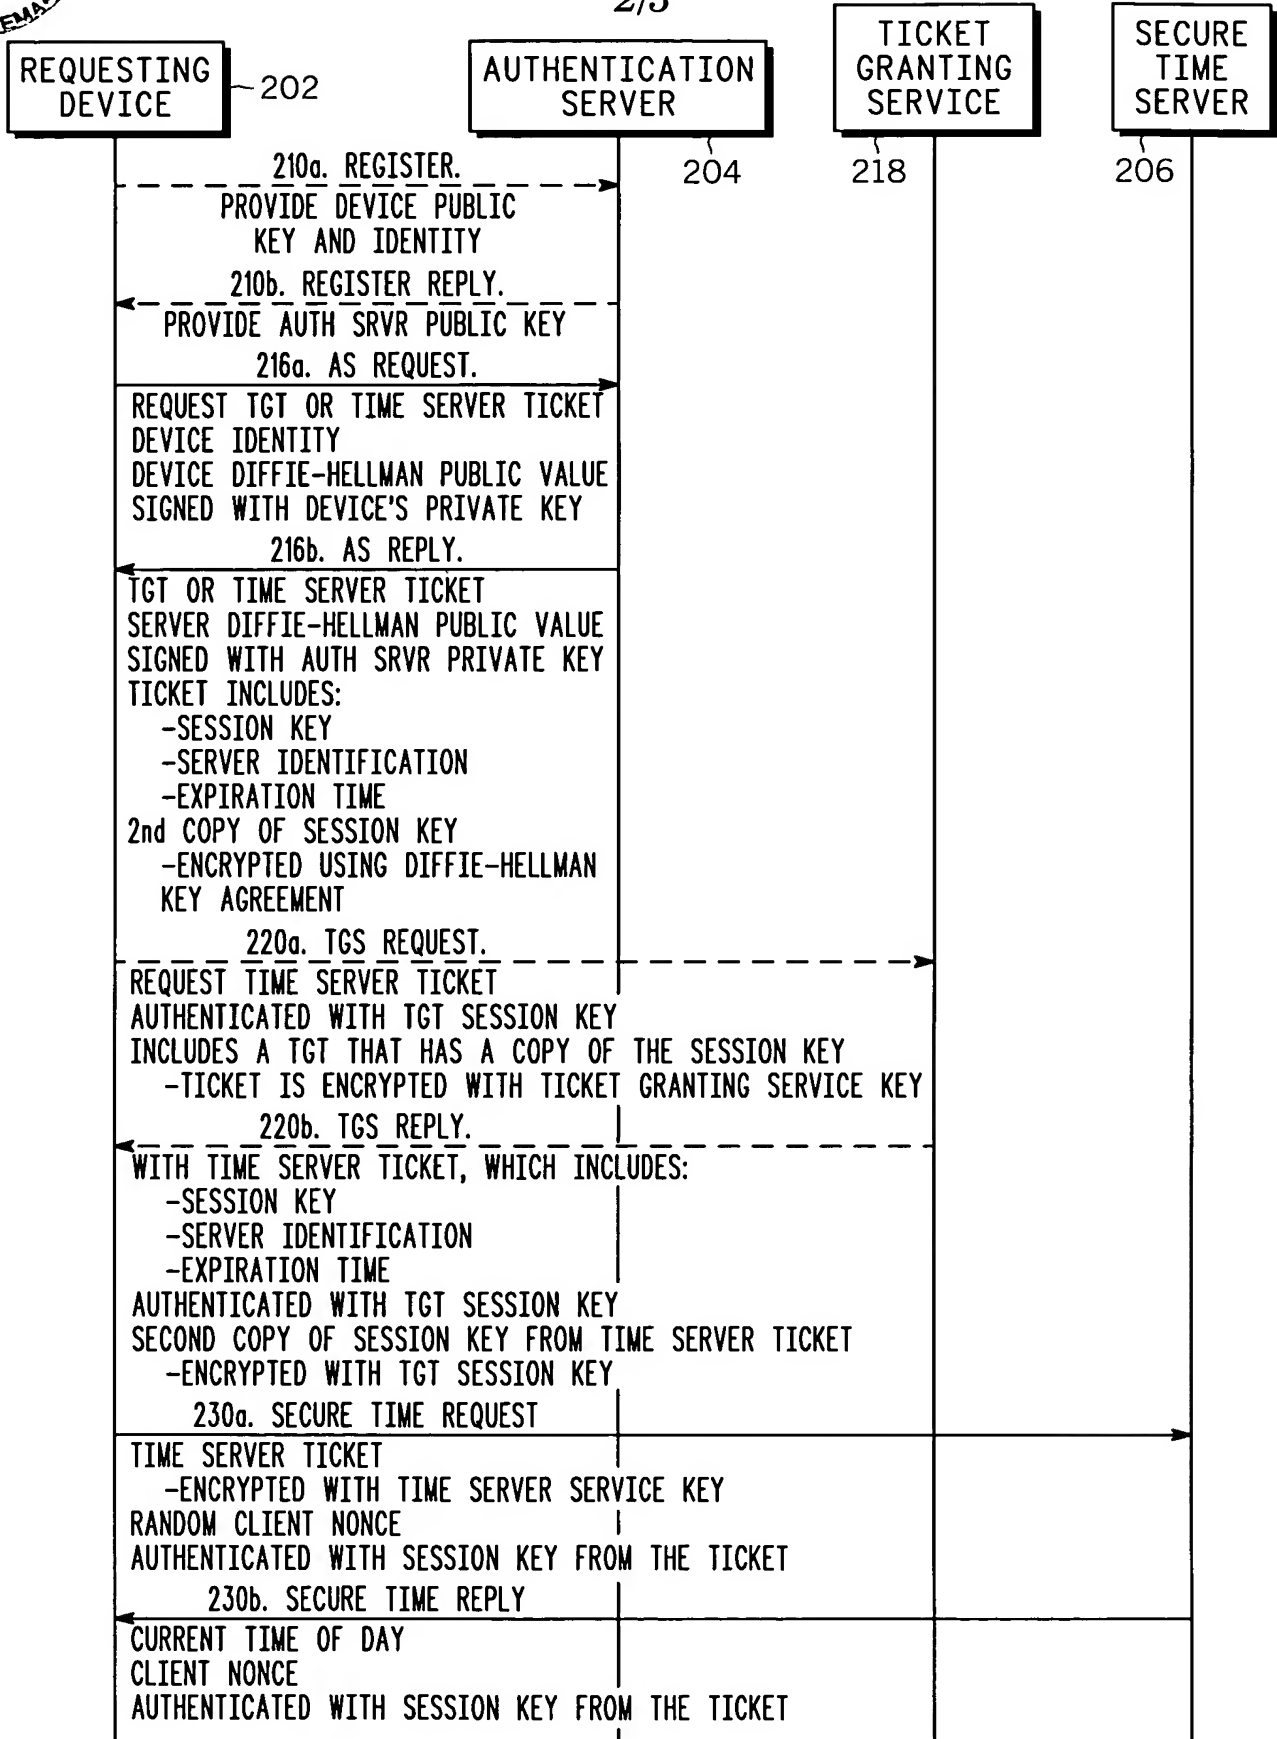 2/3
REQUESTING
DEVICE
202
AUTHENTICATION
SERVER
204
TICKET
GRANTING
SERVICE
218
SECURE
TIME
SERVER
206
210a. REGISTER.
PROVIDE DEVICE PUBLIC
KEY AND IDENTITY
210b. REGISTER REPLY.
PROVIDE AUTH SRVR PUBLIC KEY
216a. AS REQUEST.
REQUEST TGT OR TIME SERVER TICKET
DEVICE IDENTITY
DEVICE DIFFIE-HELLMAN PUBLIC VALUE
SIGNED WITH DEVICE'S PRIVATE KEY
216b. AS REPLY.
TGT OR TIME SERVER TICKET
SERVER DIFFIE-HELLMAN PUBLIC VALUE
SIGNED WITH AUTH SRVR PRIVATE KEY
TICKET INCLUDES:
-SESSION KEY
-SERVER IDENTIFICATION
-EXPIRATION TIME
2nd COPY OF SESSION KEY
-ENCRYPTED USING DIFFIE-HELLMAN
KEY AGREEMENT
220a. TGS REQUEST.
REQUEST TIME SERVER TICKET
AUTHENTICATED WITH TGT SESSION KEY
INCLUDES A TGT THAT HAS A COPY OF THE SESSION KEY
-TICKET IS ENCRYPTED WITH TICKET GRANTING SERVICE KEY
220b. TGS REPLY.
WITH TIME SERVER TICKET, WHICH INCLUDES:
-SESSION KEY
-SERVER IDENTIFICATION
-EXPIRATION TIME
AUTHENTICATED WITH TGT SESSION KEY
SECOND COPY OF SESSION KEY FROM TIME SERVER TICKET
-ENCRYPTED WITH TGT SESSION KEY
230a. SECURE TIME REQUEST
TIME SERVER TICKET
-ENCRYPTED WITH TIME SERVER SERVICE KEY
RANDOM CLIENT NONCE
AUTHENTICATED WITH SESSION KEY FROM THE TICKET
230b. SECURE TIME REPLY
CURRENT TIME OF DAY
CLIENT NONCE
AUTHENTICATED WITH SESSION KEY FROM THE TICKET